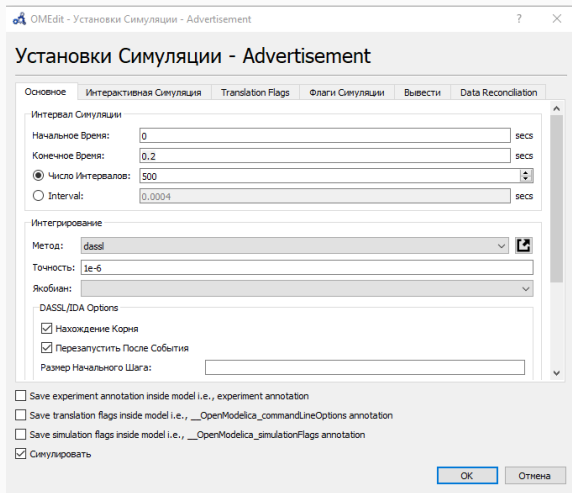 OMEdit - Установки Симуляции - Advertisement ? ×
Установки Симуляции - Advertisement
Основное Интерактивная Симуляция Translation Flags Флаги Симуляции Вывести Data Reconciliation
Интервал Симуляции
Начальное Время: 0 secs
Конечное Время: 0.2 secs
Число Интервалов: 500
Interval: 0.0004 secs
Интегрирование
Метод: dassl
Точность: 1e-6
Якобиан:
DASSL/IDA Options
Нахождение Корня
Перезапустить После События
Размер Начального Шага:
Save experiment annotation inside model i.e., experiment annotation
Save translation flags inside model i.e., __OpenModelica_commandLineOptions annotation
Save simulation flags inside model i.e., __OpenModelica_simulationFlags annotation
Симулировать
OK Отмена